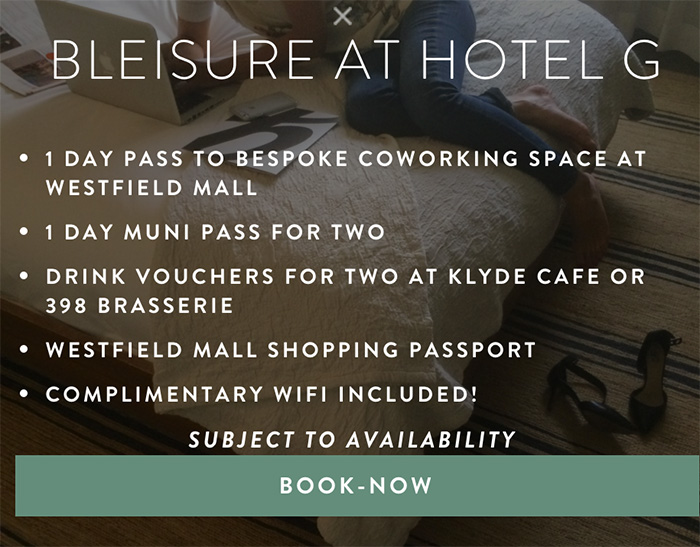 BLEISURE AT HOTEL G
• 1 DAY PASS TO BESPOKE COWORKING SPACE AT
WESTFIELD MALL
• 1 DAY MUNI PASS FOR TWO
• DRINK VOUCHERS FOR TWO AT KLYDE CAFE OR
398 BRASSERIE
• WESTFIELD MALL SHOPPING PASSPORT
• COMPLIMENTARY WIFI INCLUDED!
SUBJECT TO AVAILABILITY
BOOK-NOW